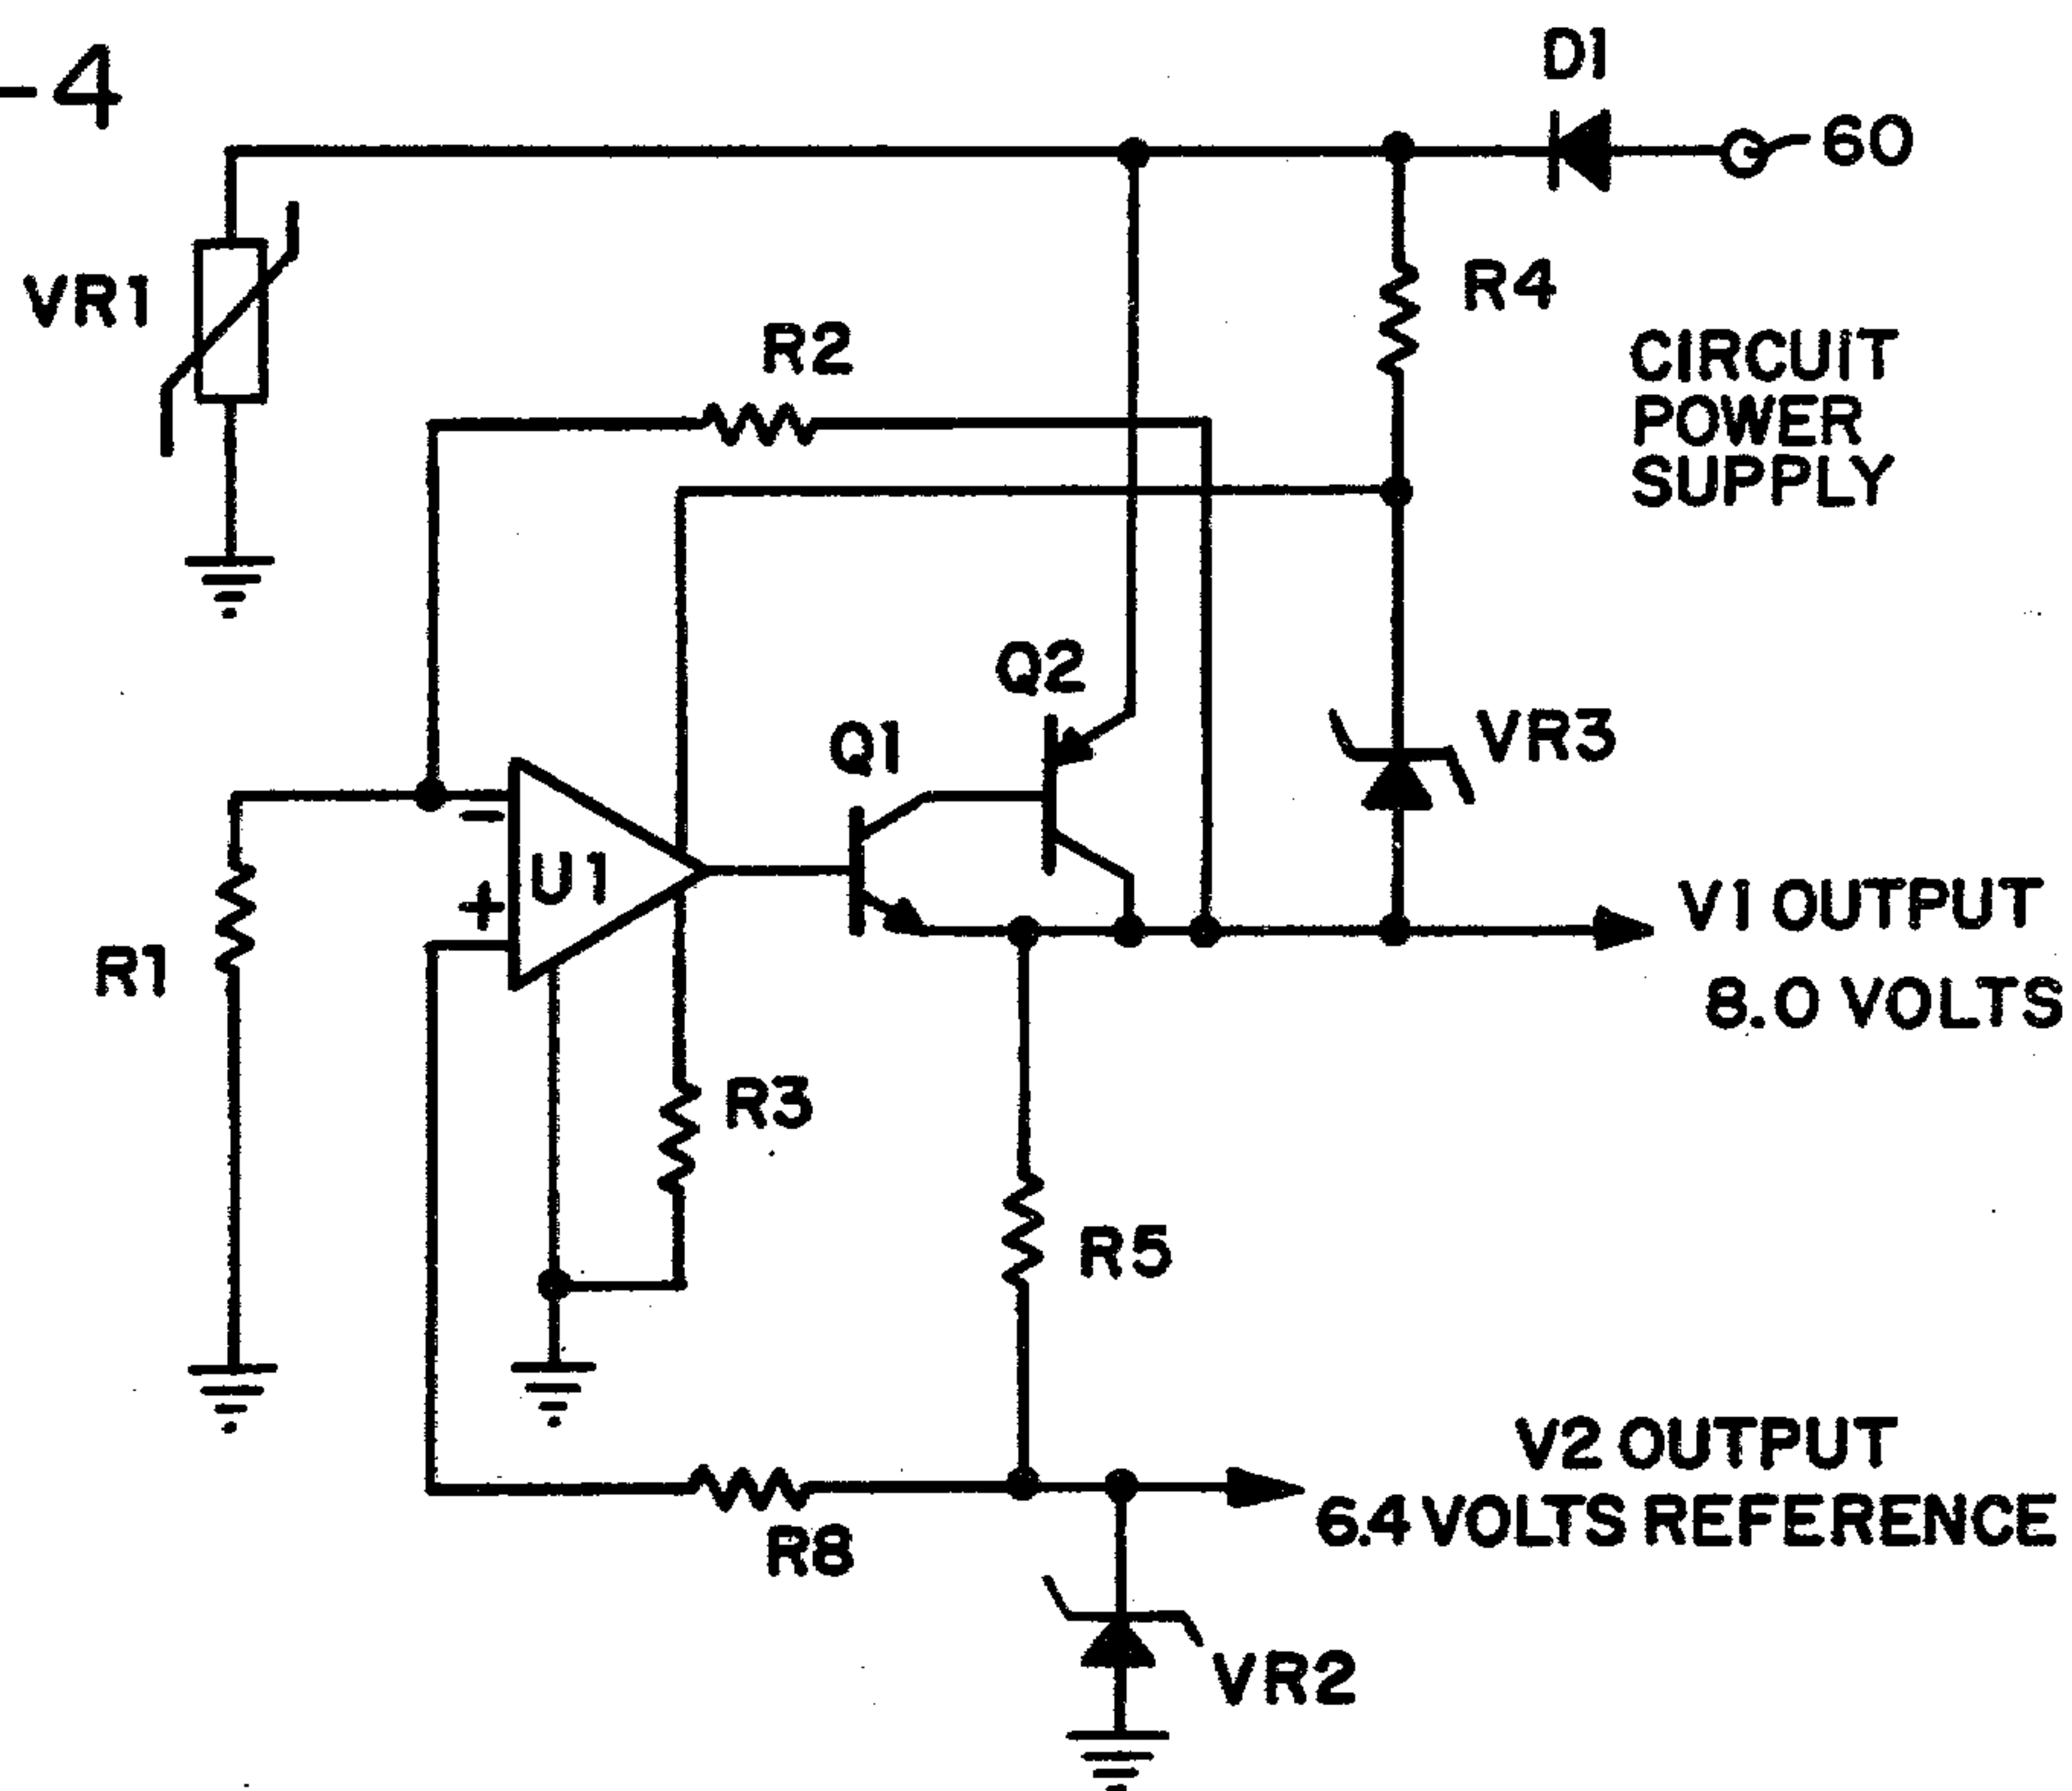 -4
D1
60
VR1
R4
R2
CIRCUIT
POWER
SUPPLY
Q2
Q1
VR3
-
U1
+
V1 OUTPUT
8.0 VOLTS
R1
R3
R5
V2 OUTPUT
6.4 VOLTS REFERENCE
R8
VR2